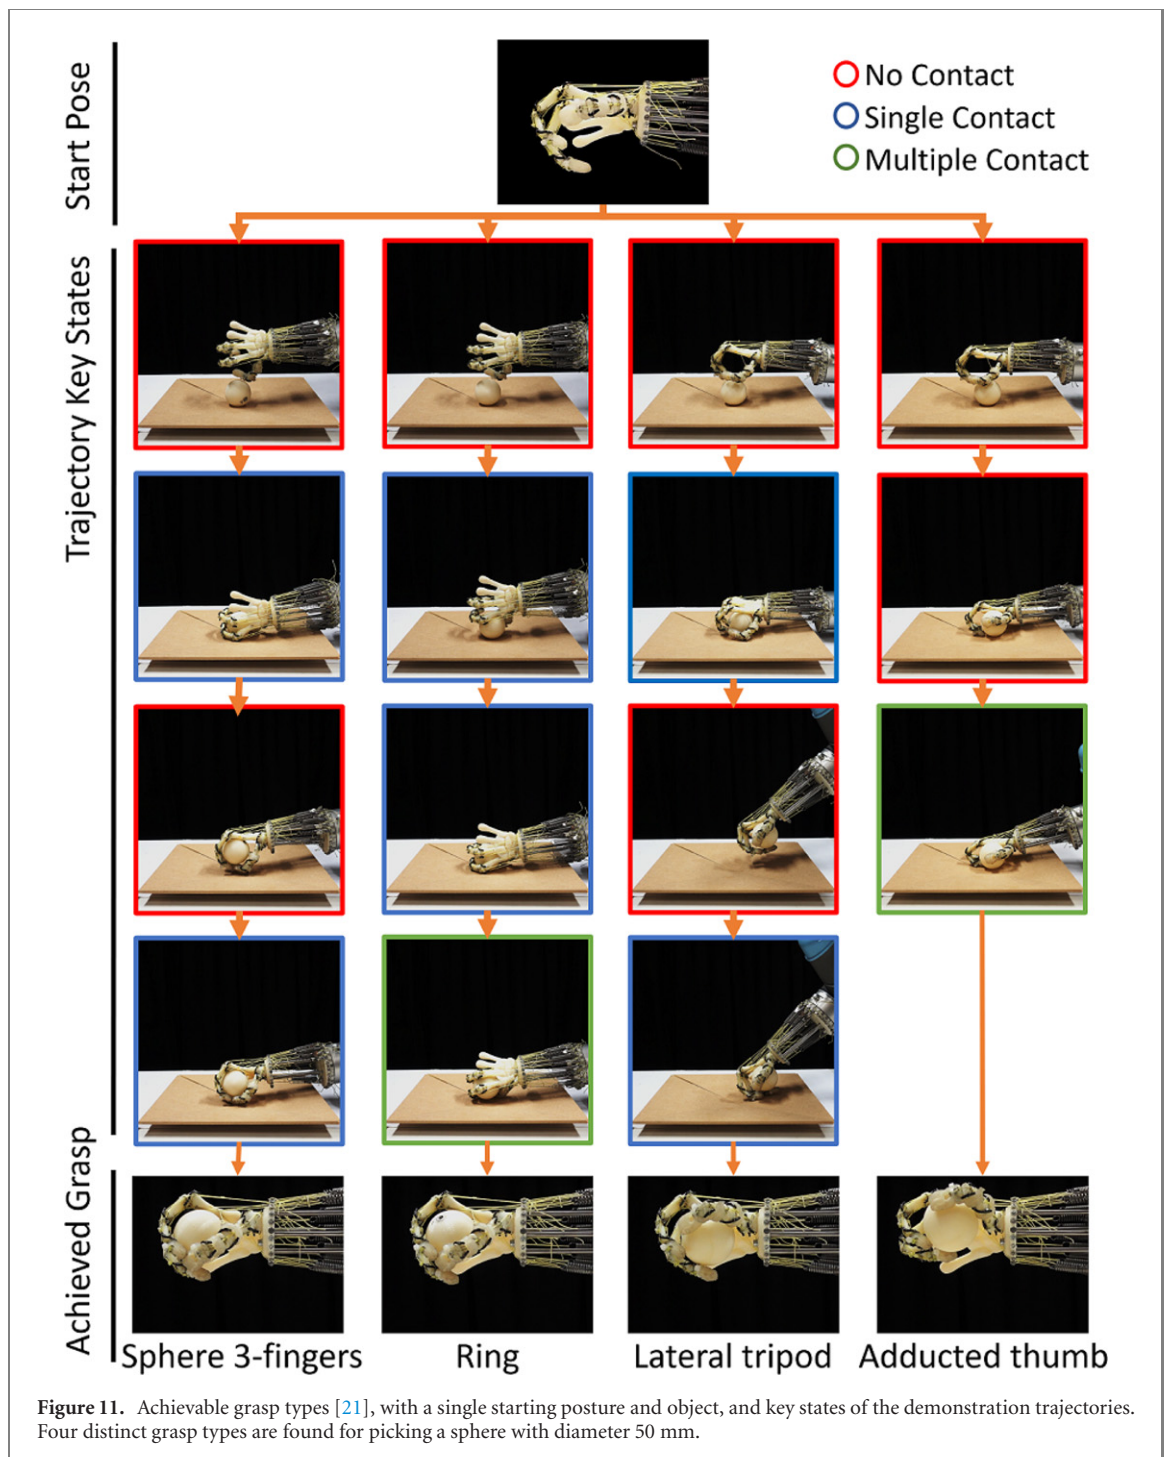 Start Pose
No Contact
Single Contact
Multiple Contact
Trajectory Key States
Achieved Grasp
Sphere 3-fingers
Ring
Lateral tripod
Adducted thumb
Figure 11. Achievable grasp types [21], with a single starting posture and object, and key states of the demonstration trajectories.
Four distinct grasp types are found for picking a sphere with diameter 50 mm.